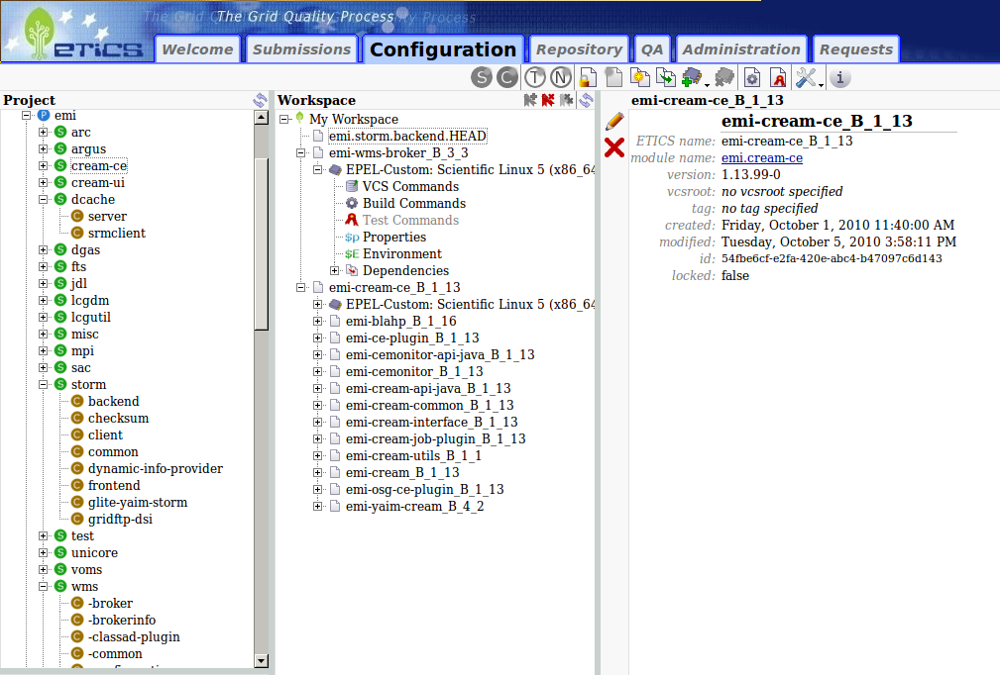 The Grid Quality Process
eTICS
Welcome
Submissions
Configuration
Repository
QA
Administration
Requests
S C T N
Project
emi
arc
argus
cream-ce
cream-ui
dcache
server
srmclient
dgas
fts
jdl
lcgdm
lcgutil
misc
mpi
sac
storm
backend
checksum
client
common
dynamic-info-provider
frontend
glite-yaim-storm
gridftp-dsi
test
unicore
voms
wms
-broker
-brokerinfo
-classad-plugin
-common
Workspace
My Workspace
emi.storm.backend.HEAD
emi-wms-broker_B_3_3
EPEL-Custom: Scientific Linux 5 (x86_64
VCS Commands
Build Commands
Test Commands
Properties
Environment
Dependencies
emi-cream-ce_B_1_13
EPEL-Custom: Scientific Linux 5 (x86_64
emi-blahp_B_1_16
emi-ce-plugin_B_1_13
emi-cemonitor-api-java_B_1_13
emi-cemonitor_B_1_13
emi-cream-api-java_B_1_13
emi-cream-common_B_1_13
emi-cream-interface_B_1_13
emi-cream-job-plugin_B_1_13
emi-cream-utils_B_1_1
emi-cream_B_1_13
emi-osg-ce-plugin_B_1_13
emi-yaim-cream_B_4_2
emi-cream-ce_B_1_13
emi-cream-ce_B_1_13
ETICS name: emi-cream-ce_B_1_13
module name: emi.cream-ce
version: 1.13.99-0
vcsroot: no vcsroot specified
tag: no tag specified
created: Friday, October 1, 2010 11:40:00 AM
modified: Tuesday, October 5, 2010 3:58:11 PM
id: 54fbe6cf-e2fa-420e-abc4-b47097c6d143
locked: false